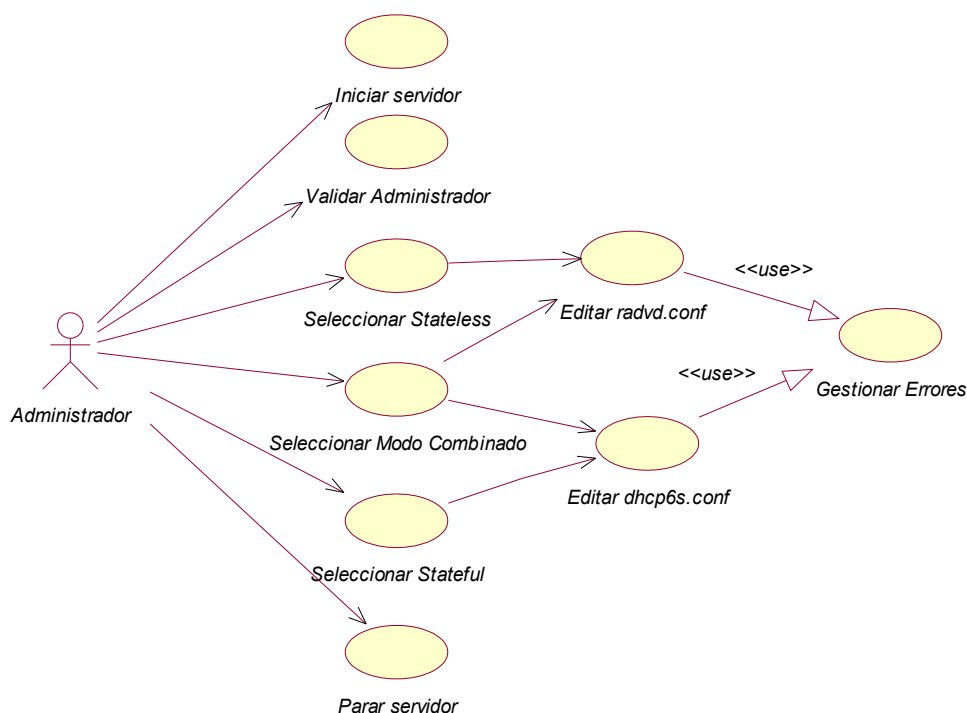 Iniciar servidor
Validar Administrador
<<use>>
Seleccionar Stateless
Editar radvd.conf
<<use>>
Gestionar Errores
Administrador
Seleccionar Modo Combinado
Editar dhcp6s.conf
Seleccionar Stateful
Parar servidor